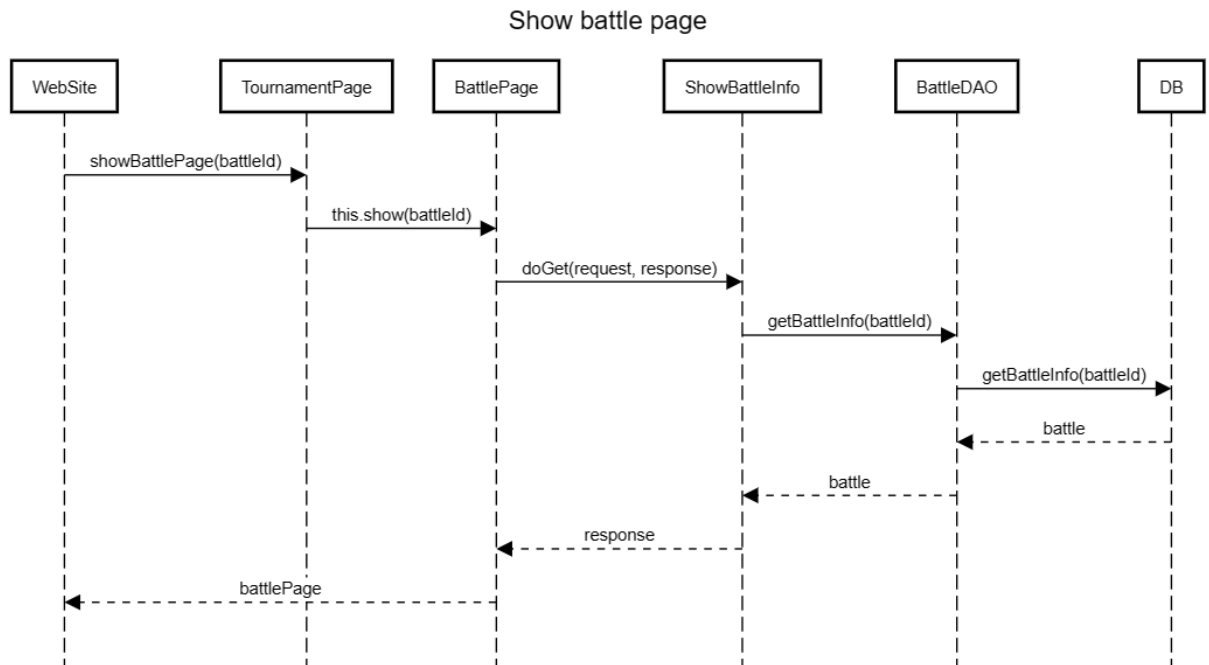 Show battle page
WebSite
TournamentPage
BattlePage
ShowBattleInfo
BattleDAO
DB
showBattlePage(battleId)
this.show(battleId)
doGet(request, response)
getBattleInfo(battleId)
getBattleInfo(battleId)
battle
battle
response
battlePage